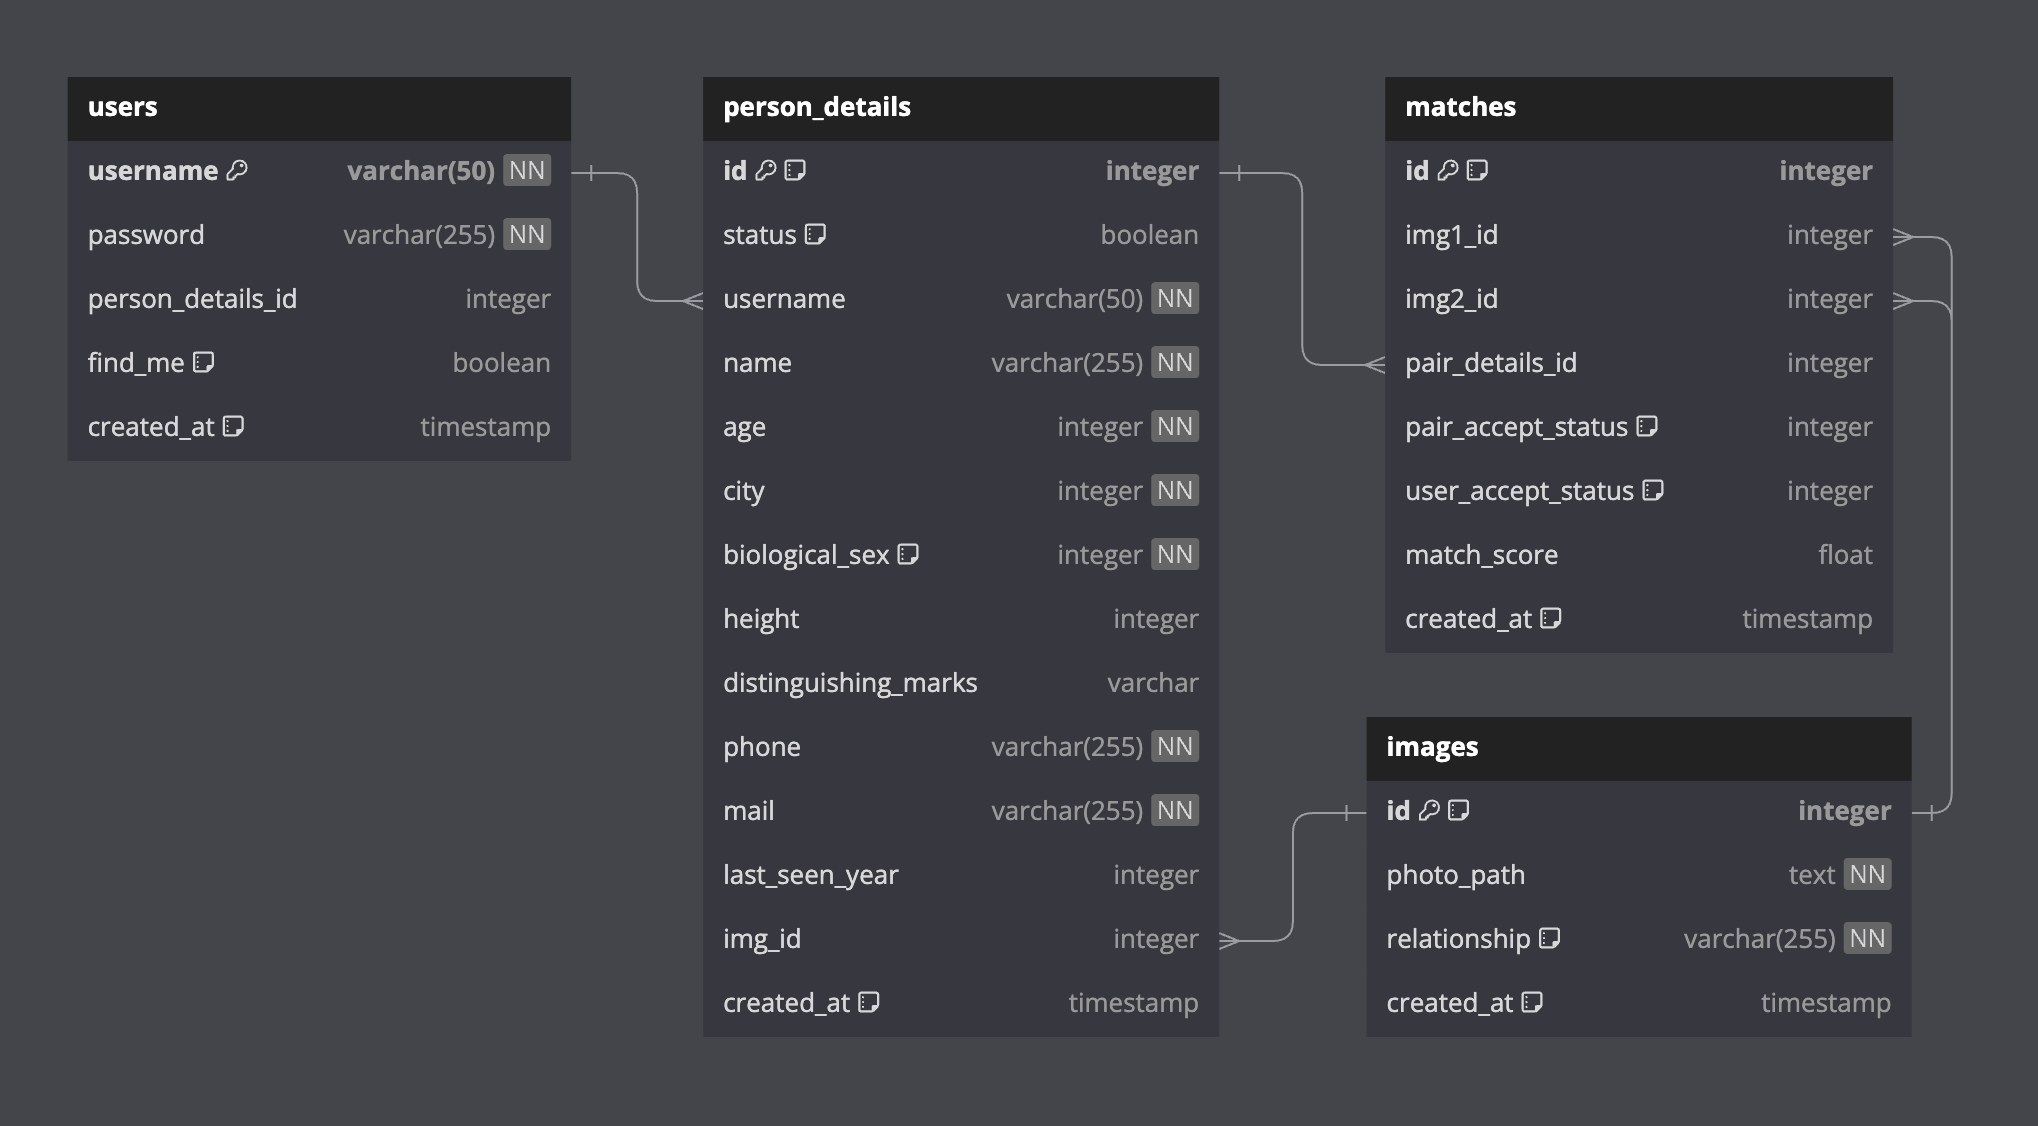 users
username varchar(50) NN
password varchar(255) NN
person_details_id integer
find_me boolean
created_at timestamp
person_details
id integer
status boolean
username varchar(50) NN
name varchar(255) NN
age integer NN
city integer NN
biological_sex integer NN
height integer
distinguishing_marks varchar
phone varchar(255) NN
mail varchar(255) NN
last_seen_year integer
img_id integer
created_at timestamp
matches
id integer
img1_id integer
img2_id integer
pair_details_id integer
pair_accept_status integer
user_accept_status integer
match_score float
created_at timestamp
images
id integer
photo_path text NN
relationship varchar(255) NN
created_at timestamp